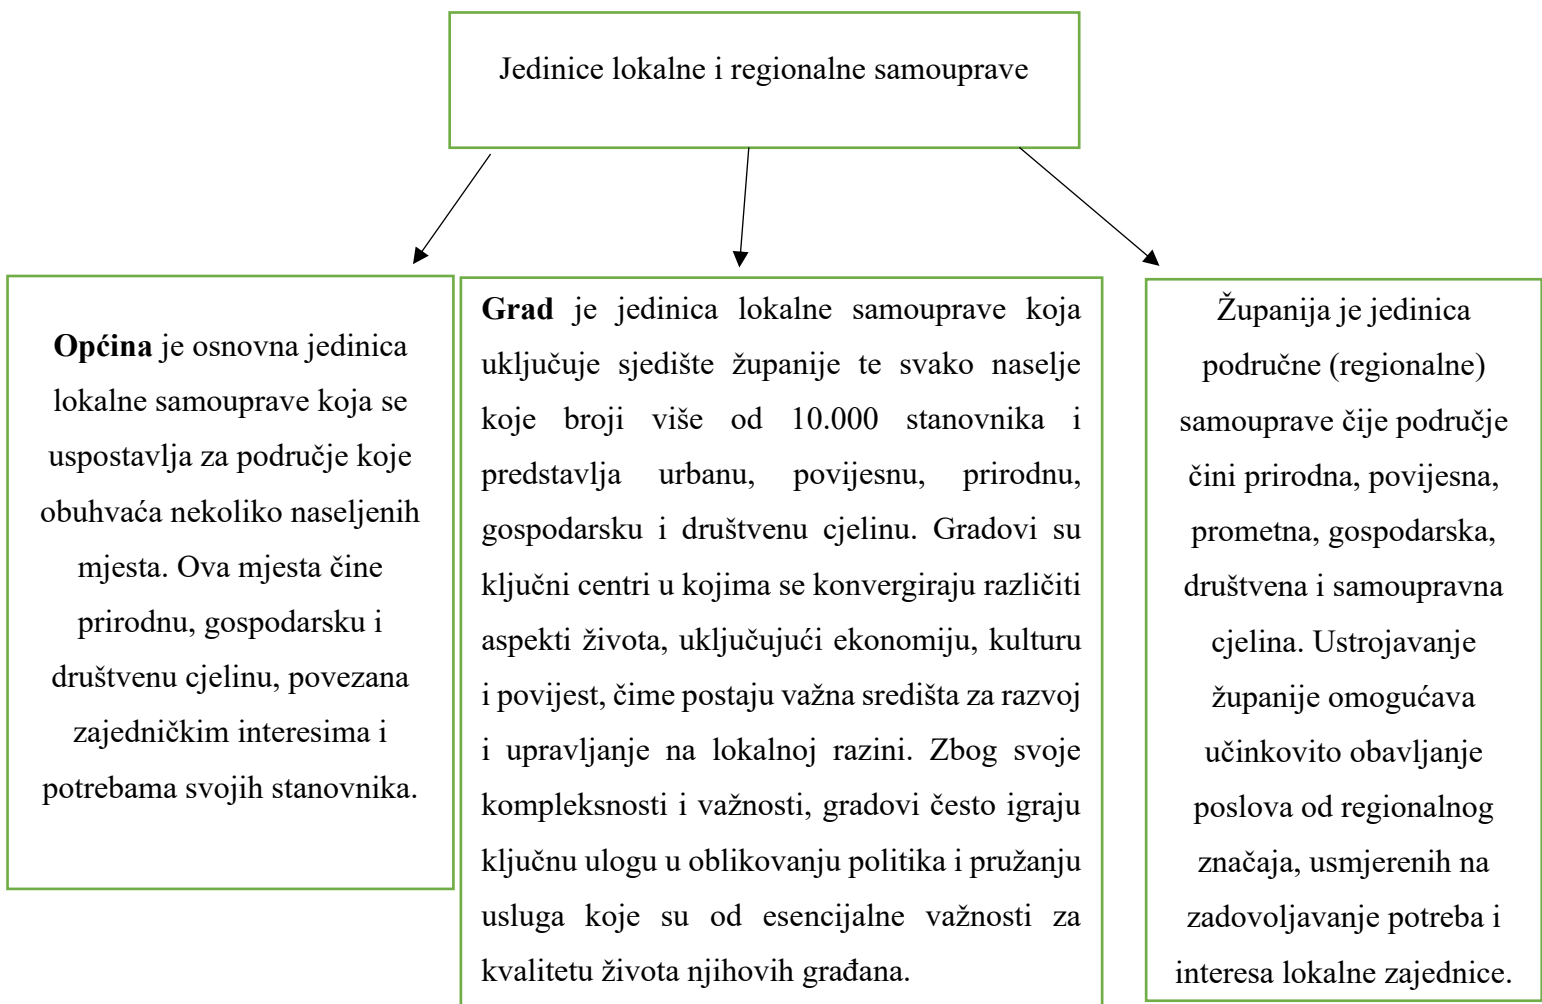 Jedinice lokalne i regionalne samouprave
Općina je osnovna jedinica
lokalne samouprave koja se
uspostavlja za područje koje
obuhvaća nekoliko naseljenih
mjesta. Ova mjesta čine
prirodnu, gospodarsku i
društvenu cjelinu, povezana
zajedničkim interesima i
potrebama svojih stanovnika.
Grad je jedinica lokalne samouprave koja
uključuje sjedište županije te svako naselje
koje broji više od 10.000 stanovnika i
predstavlja urbanu, povijesnu, prirodnu,
gospodarsku i društvenu cjelinu. Gradovi su
ključni centri u kojima se konvergiraju različiti
aspekti života, uključujući ekonomiju, kulturu
i povijest, čime postaju važna središta za razvoj
i upravljanje na lokalnoj razini. Zbog svoje
kompleksnosti i važnosti, gradovi često igraju
ključnu ulogu u oblikovanju politika i pružanju
usluga koje su od esencijalne važnosti za
kvalitetu života njihovih građana.
Županija je jedinica
područne (regionalne)
samouprave čije područje
čini prirodna, povijesna,
prometna, gospodarska,
društvena i samoupravna
cjelina. Ustrojavanje
županije omogućava
učinkovito obavljanje
poslova od regionalnog
značaja, usmjerenih na
zadovoljavanje potreba i
interesa lokalne zajednice.